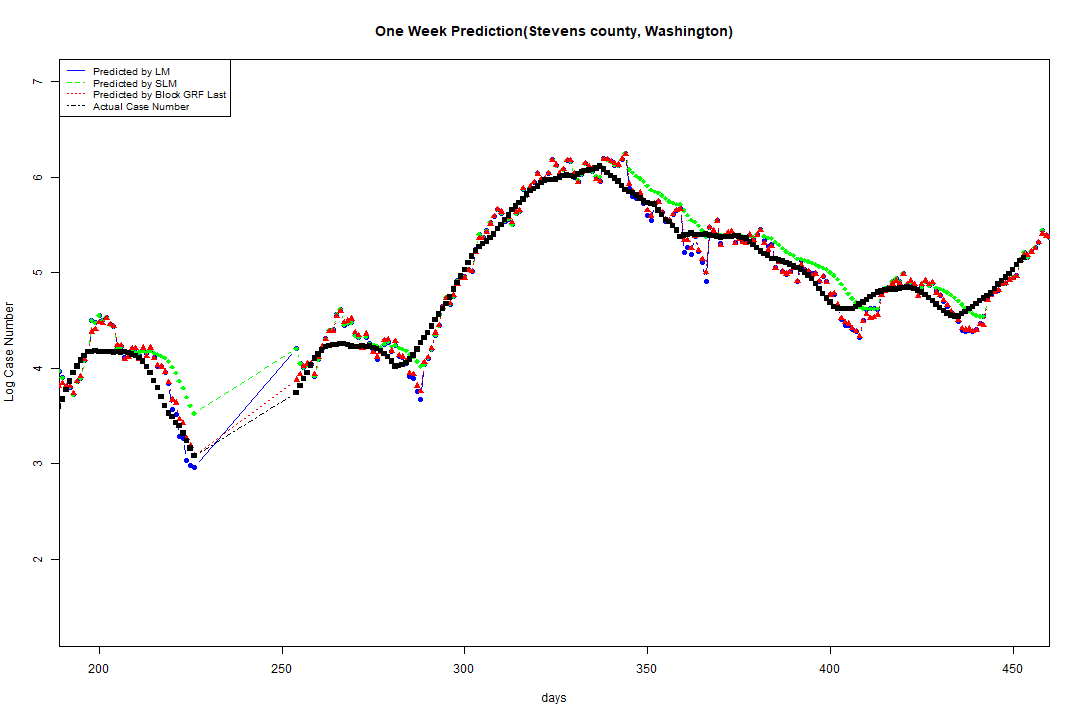 One Week Prediction(Stevens county, Washington)
Predicted by LM
Predicted by SLM
Predicted by Block GRF Last
Actual Case Number
7
6
5
4
3
2
Log Case Number
200 250 300 350 400 450
days